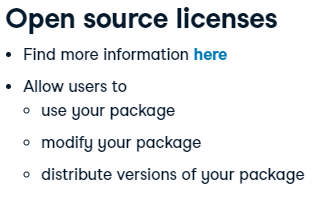 Open source licenses
• Find more information here
• Allow users to
◦ use your package
◦ modify your package
◦ distribute versions of your package